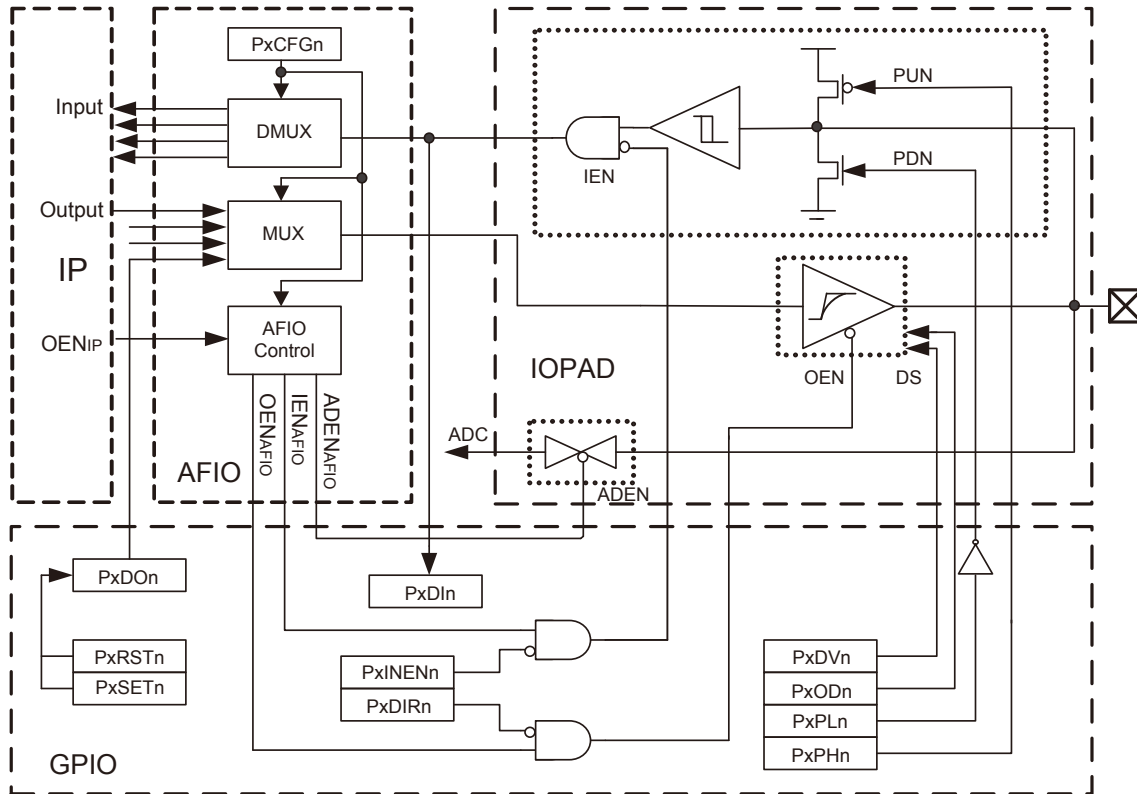 PxCFGn
PUN
Input
DMUX
IEN
PDN
Output
MUX
IP
OENIP
AFIO
Control
IOPAD
OEN
DS
OENAFIO
IENAFIO
ADENAFIO
ADC
ADEN
AFIO
PxDOn
PxDIn
PxRSTn
PxSETn
PxINENn
PxDIRn
PxDVn
PxODn
PxPLn
PxPHn
GPIO